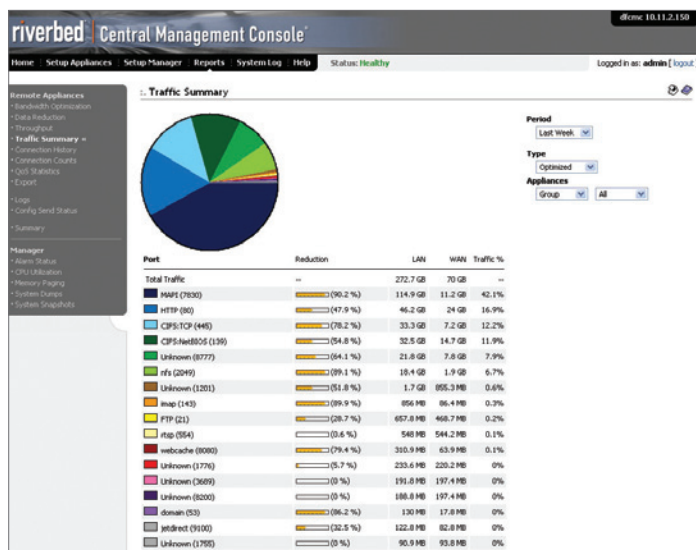 dlcmc 10.11.2.150
riverbed Central Management Console
Home Setup Appliances Setup Manager Reports System Log Help Status: Healthy Logged in as: admin [ logout
Remote Appliances
Bandwidth Optimization
Data Reduction
Throughput
Traffic Summary »
Connection History
Connection Counts
QoS Statistics
Export
Logs
Config Send Status
Summary
Manager
Alarm Status
CPU Utilization
Memory Paging
System Dumps
System Snapshots
:. Traffic Summary
Period
Last Week
Type
Optimized
Appliances
Group All
Port Reduction LAN WAN Traffic %
Total Traffic -- 272.7 GB 70 GB --
MAPI (7830) (90.2 %) 114.9 GB 11.2 GB 42.1%
HTTP (80) (47.9 %) 46.2 GB 24 GB 16.9%
CIFS:TCP (445) (78.2 %) 33.3 GB 7.2 GB 12.2%
CIFS:NetBIOS (139) (54.8 %) 32.5 GB 14.7 GB 11.9%
Unknown (8777) (64.1 %) 21.8 GB 7.8 GB 7.9%
nfs (2049) (89.1 %) 18.4 GB 1.9 GB 6.7%
Unknown (1201) (51.8 %) 1.7 GB 855.3 MB 0.6%
imap (143) (89.9 %) 856 MB 86.4 MB 0.3%
FTP (21) (28.7 %) 657.8 MB 468.7 MB 0.2%
rtsp (554) (0.6 %) 548 MB 544.2 MB 0.1%
webcache (8080) (79.4 %) 310.9 MB 63.9 MB 0.1%
Unknown (1776) (5.7 %) 233.6 MB 220.2 MB 0%
Unknown (3689) (0 %) 191.8 MB 197.4 MB 0%
Unknown (8200) (0 %) 188.8 MB 197.4 MB 0%
domain (53) (86.2 %) 130 MB 17.8 MB 0%
jetdirect (9100) (32.5 %) 122.8 MB 82.8 MB 0%
Unknown (1755) (0 %) 90.9 MB 93.8 MB 0%